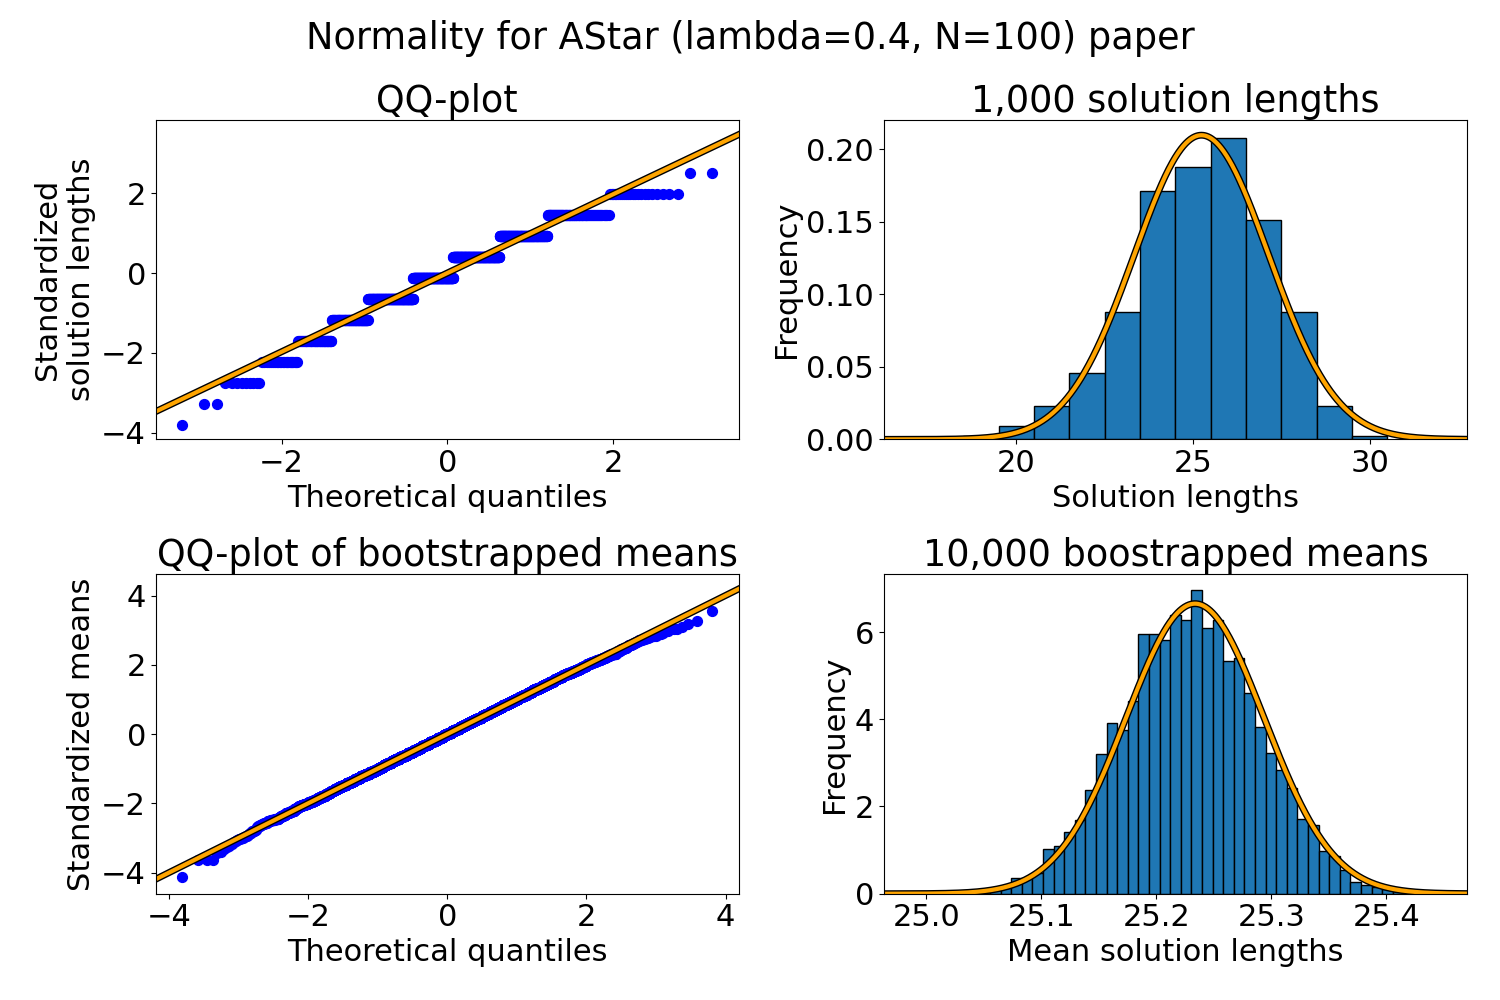 Normality for AStar (lambda=0.4, N=100) paper
QQ-plot
Standardized
solution lengths
2
0
−2
−4
−2
0
2
Theoretical quantiles
1,000 solution lengths
Frequency
0.20
0.15
0.10
0.05
0.00
20
25
30
Solution lengths
QQ-plot of bootstrapped means
Standardized means
4
2
0
−2
−4
−4
−2
0
2
4
Theoretical quantiles
10,000 boostrapped means
Frequency
6
4
2
0
25.0
25.1
25.2
25.3
25.4
Mean solution lengths